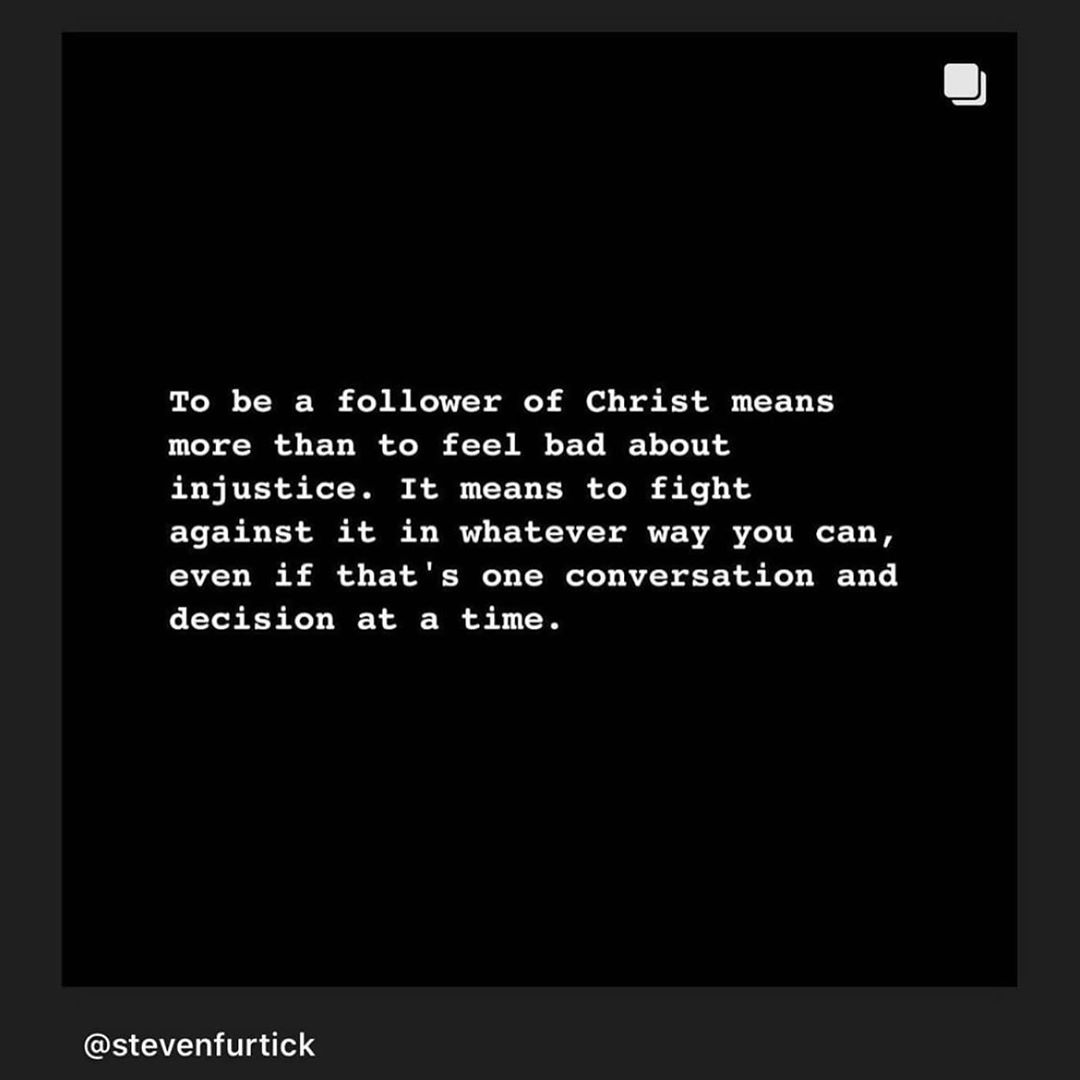 To be a follower of Christ means
more than to feel bad about
injustice. It means to fight
against it in whatever way you can,
even if that's one conversation and
decision at a time.
@stevenfurtick